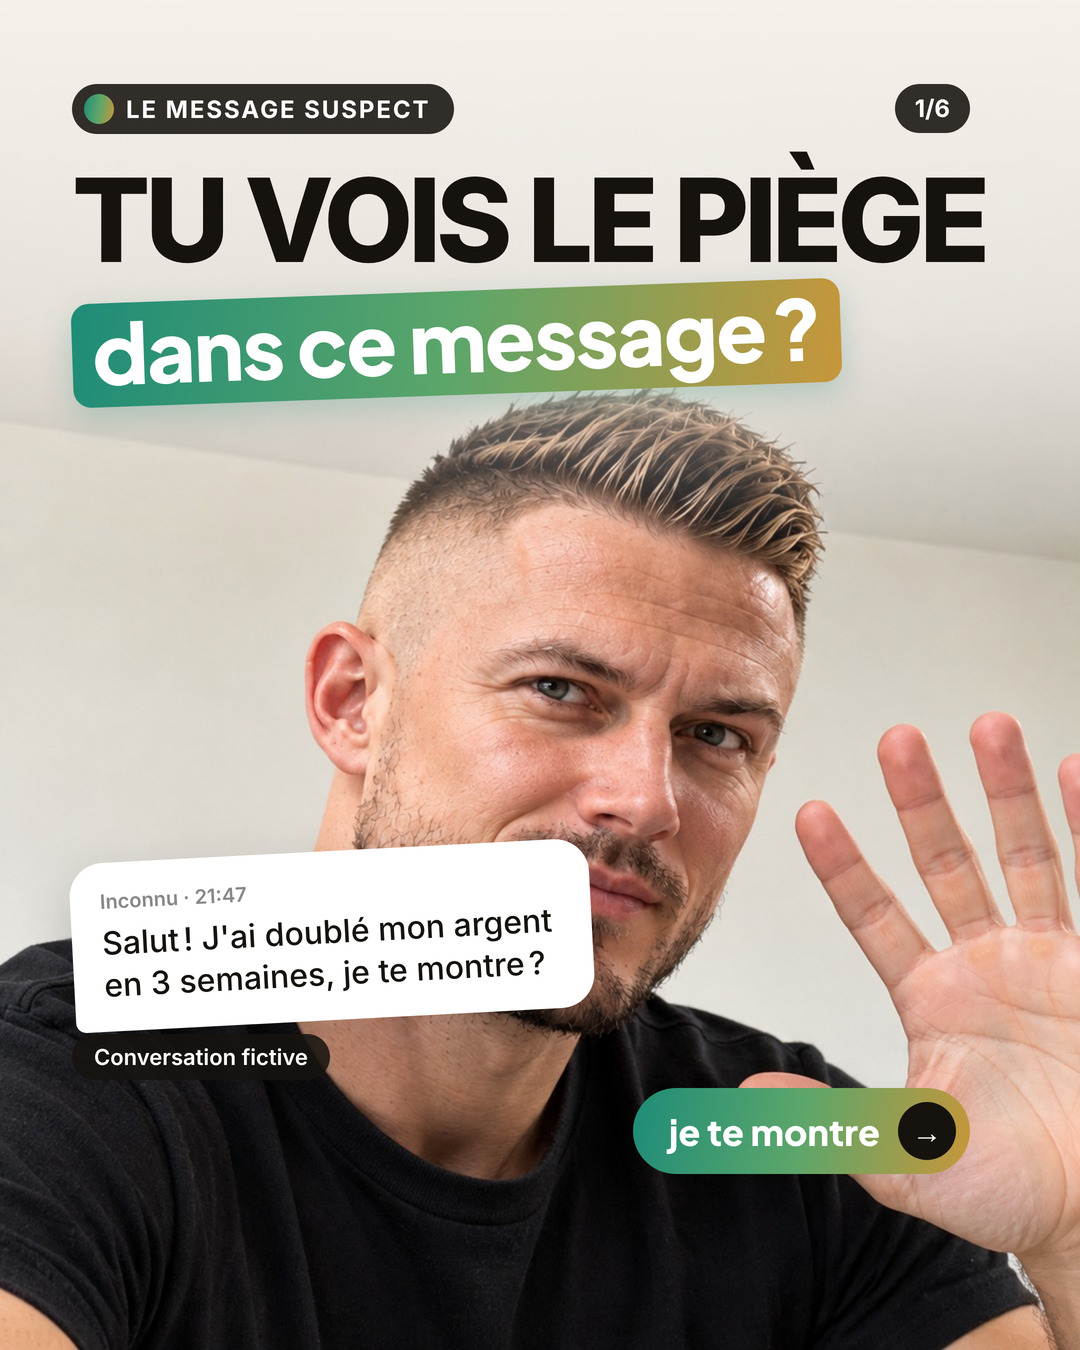 LE MESSAGE SUSPECT
1/6
TU VOIS LE PIÈGE
dans ce message ?
Inconnu · 21:47
Salut ! J'ai doublé mon argent
en 3 semaines, je te montre ?
Conversation fictive
je te montre →